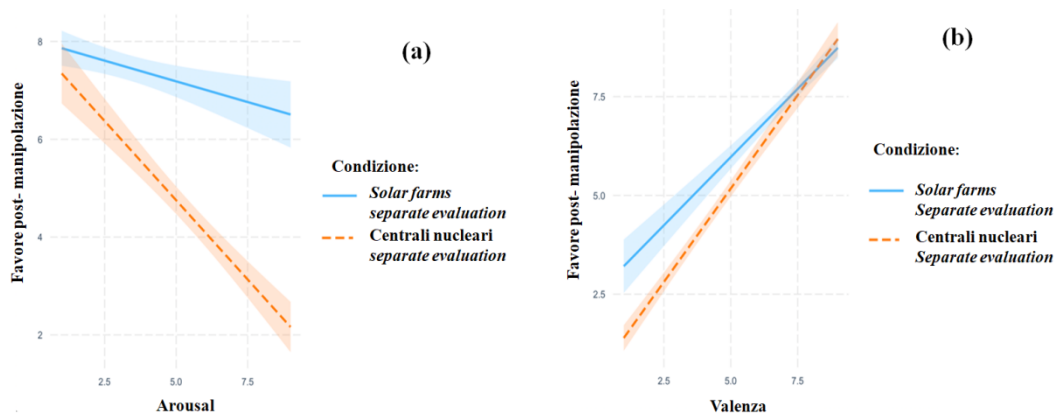 (a)
8
6
4
2
2.5
5.0
7.5
Favore post- manipolazione
Arousal
Condizione:
Solar farms
separate evaluation
Centrali nucleari
separate evaluation
(b)
7.5
5.0
2.5
2.5
5.0
7.5
Favore post- manipolazione
Valenza
Condizione:
Solar farms
Separate evaluation
Centrali nucleari
Separate evaluation